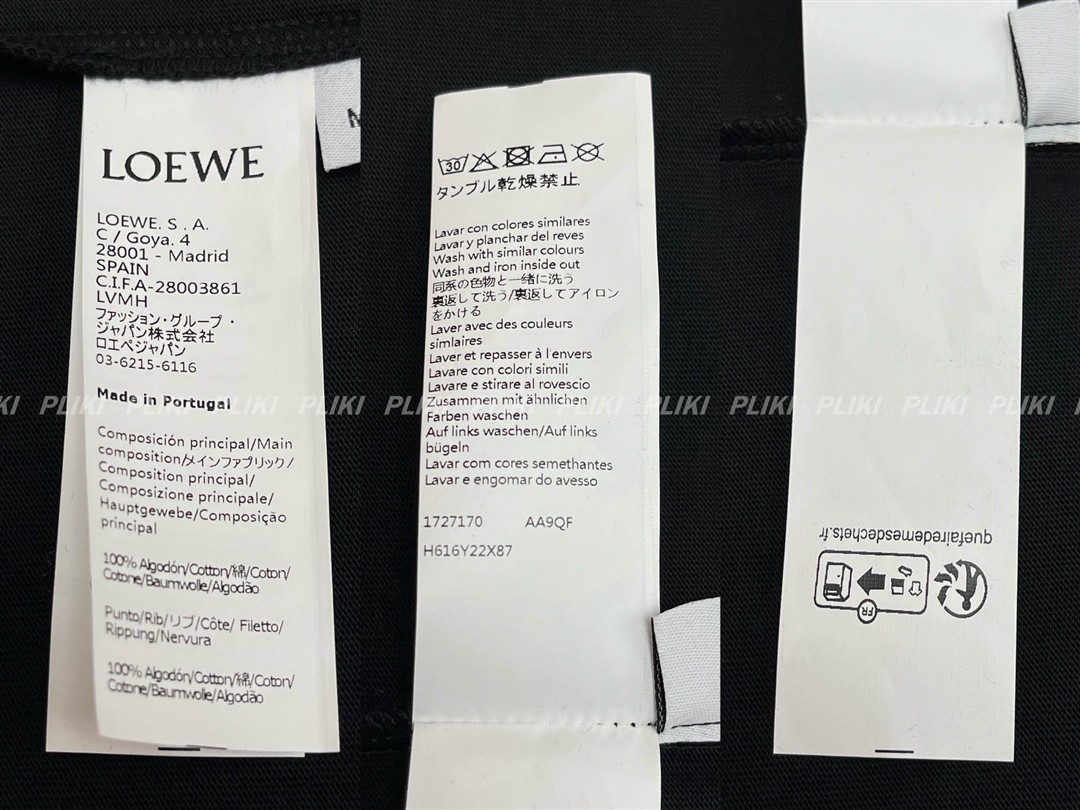 LOEWE
LOEWE. S . A.
C / Goya. 4
28001 - Madrid
SPAIN
C.I.F.A-28003861
LVMH
ファッション・グループ・
ジャパン株式会社
ロエベジャパン
03-6215-6116
Made in Portugal
Composición principal/Main
composition/メインファブリック/
Composition principal/
Composizione principale/
Hauptgewebe/Composição
principal
100% Algodón/Cotton/綿/Coton/
Cotone/Baumwolle/Algodão
Punto/Rib/リブ/Côte/ Filetto/
Rippung/Nervura
100% Algodón/Cotton/綿/Coton/
Cotone/Baumwolle/Algodão
M
30
タンブル乾燥禁止.
Lavar con colores similares
Lavar y planchar del reves
Wash with similar colours
Wash and iron inside out
同系の色物と一緒に洗う
裏返して洗う/裏返してアイロン
をかける
Laver avec des couleurs
simlaires
Laver et repasser à l'envers
Lavare con colori simili
Lavare e stirare al rovescio
Zusammen mit ähnlichen
Farben waschen
Auf links waschen/Auf links
bügeln
Lavar com cores semethantes
Lavar e engomar do avesso
1727170 AA9QF
H616Y22X87
quefairedemesdechets.fr
FR
PLIKI PLIKI PLIKI PLIKI PLIKI PLIKI PLIKI PLIKI PLIKI PLIKI PLIKI